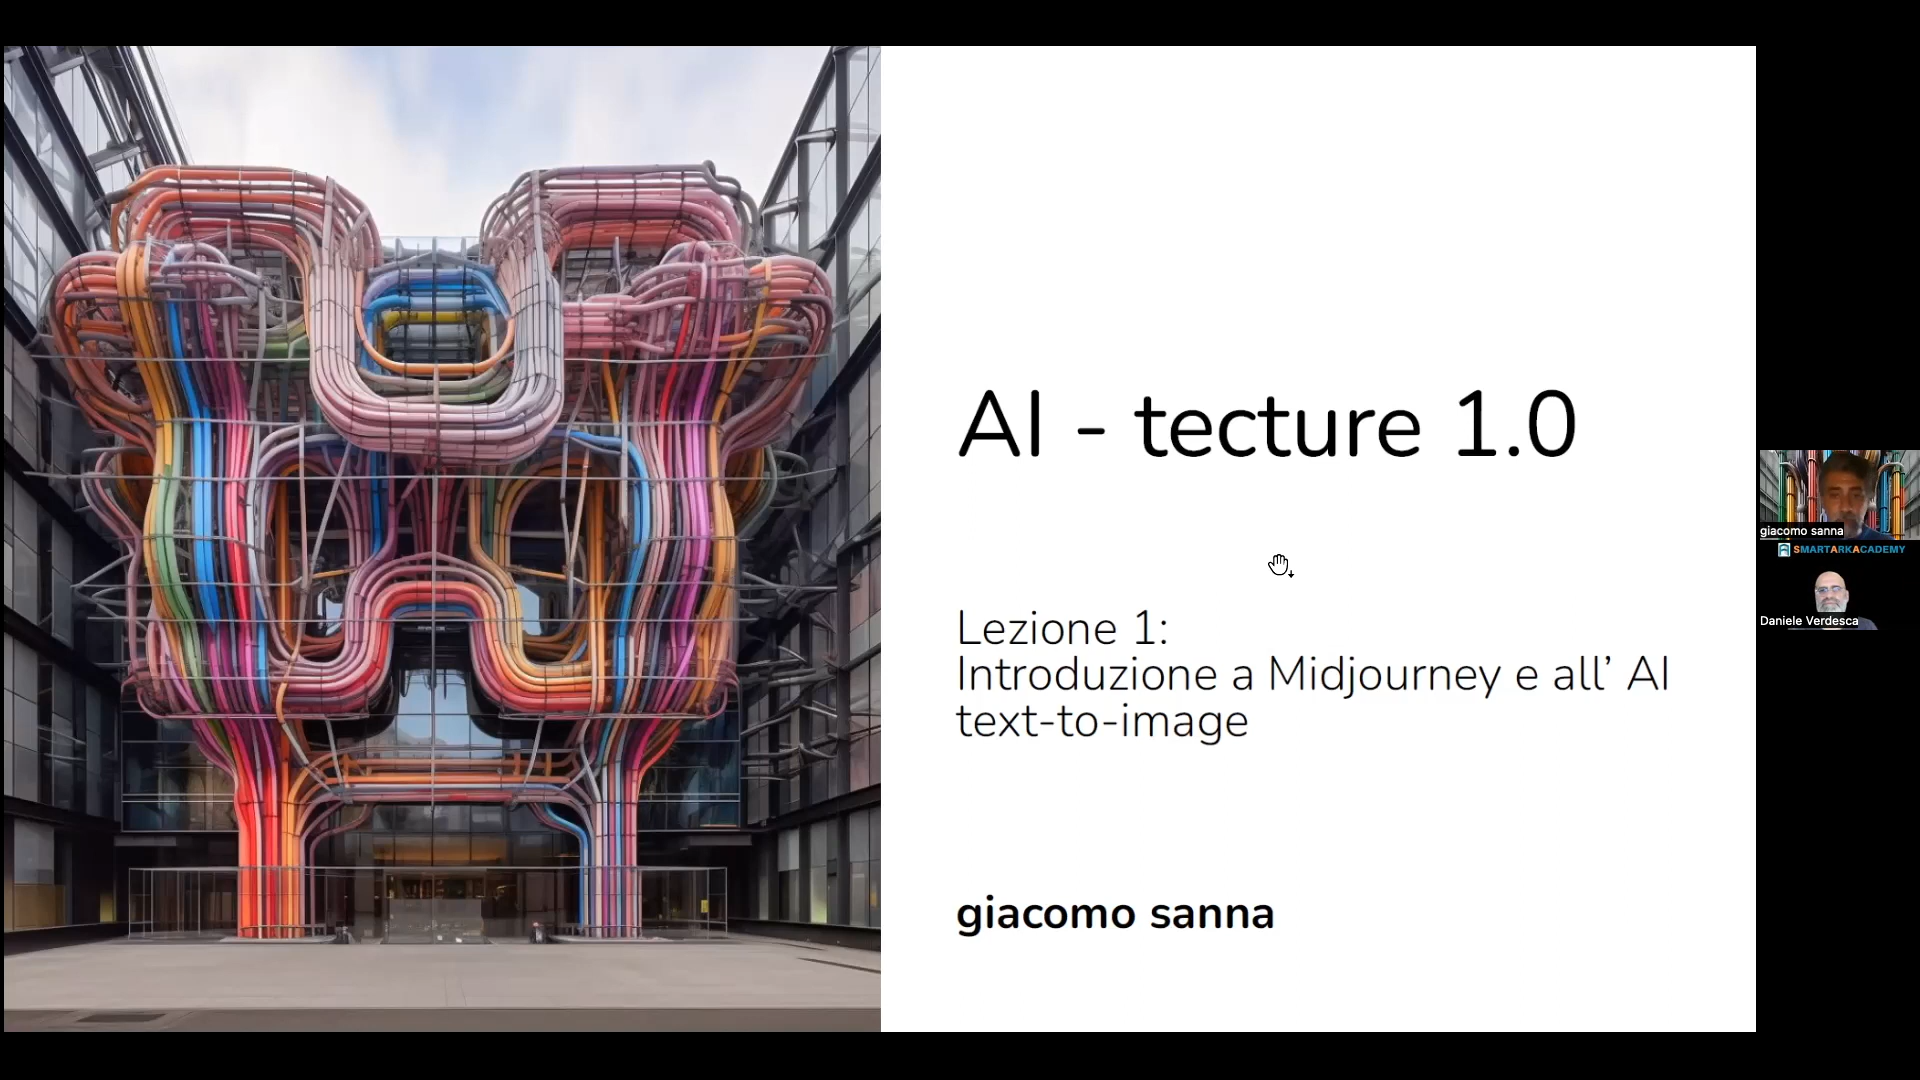 AI - tecture 1.0
Lezione 1:
Introduzione a Midjourney e all’ AI
text-to-image
giacomo sanna
giacomo sanna
SMARTARKACADEMY
Daniele Verdesca